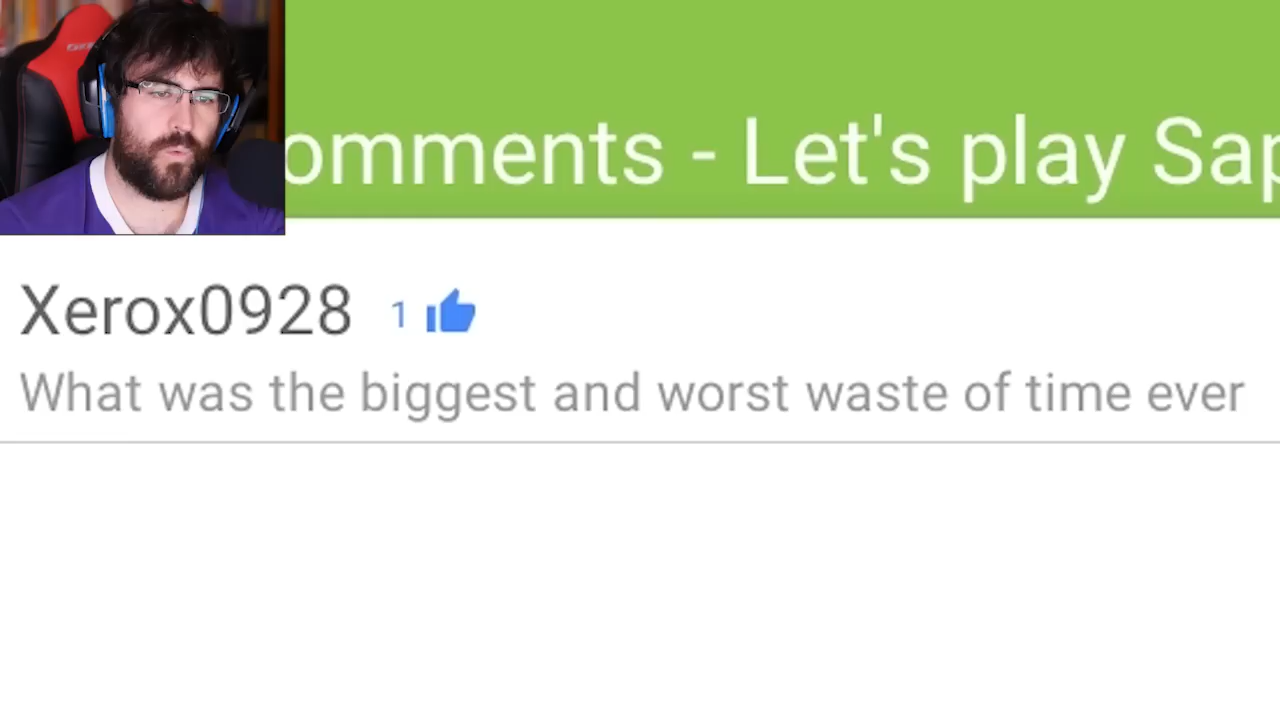 omments - Let's play Sap
Xerox0928 1
What was the biggest and worst waste of time ever